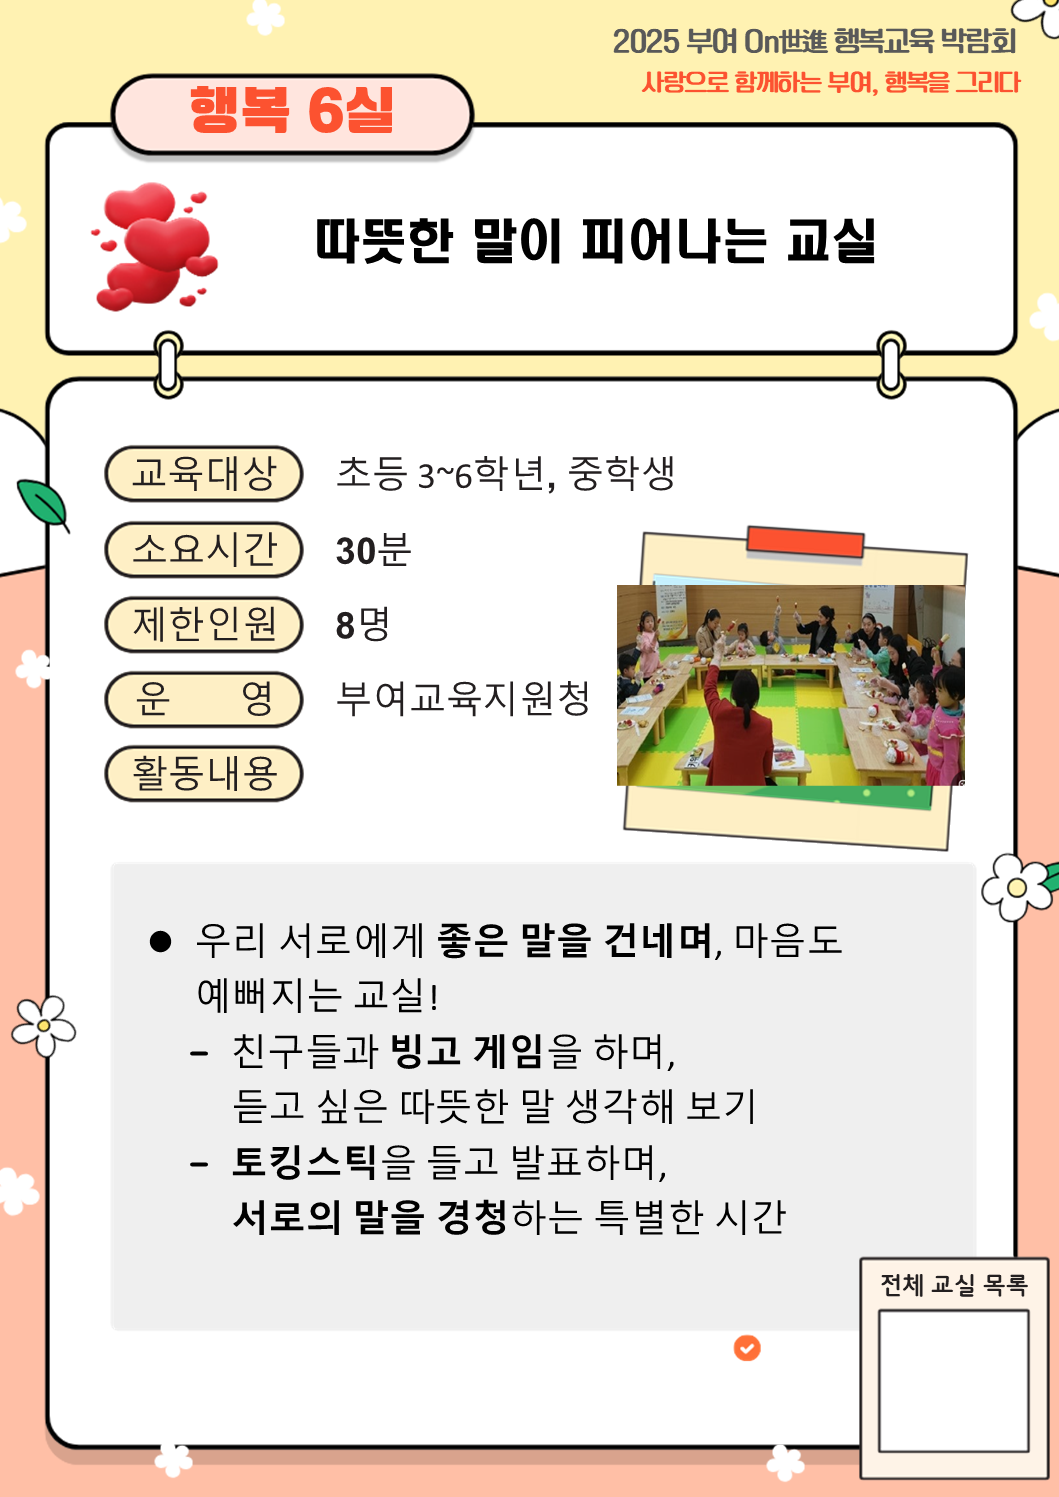 2025 부여 On世進 행복교육 박람회
사랑으로 함께하는 부여, 행복을 그리다
행복 6실
따뜻한 말이 피어나는 교실
교육대상 초등 3~6학년, 중학생
소요시간 30분
제한인원 8명
운 영 부여교육지원청
활동내용
● 우리 서로에게 좋은 말을 건네며, 마음도
예뻐지는 교실!
– 친구들과 빙고 게임을 하며,
듣고 싶은 따뜻한 말 생각해 보기
– 토킹스틱을 들고 발표하며,
서로의 말을 경청하는 특별한 시간
전체 교실 목록